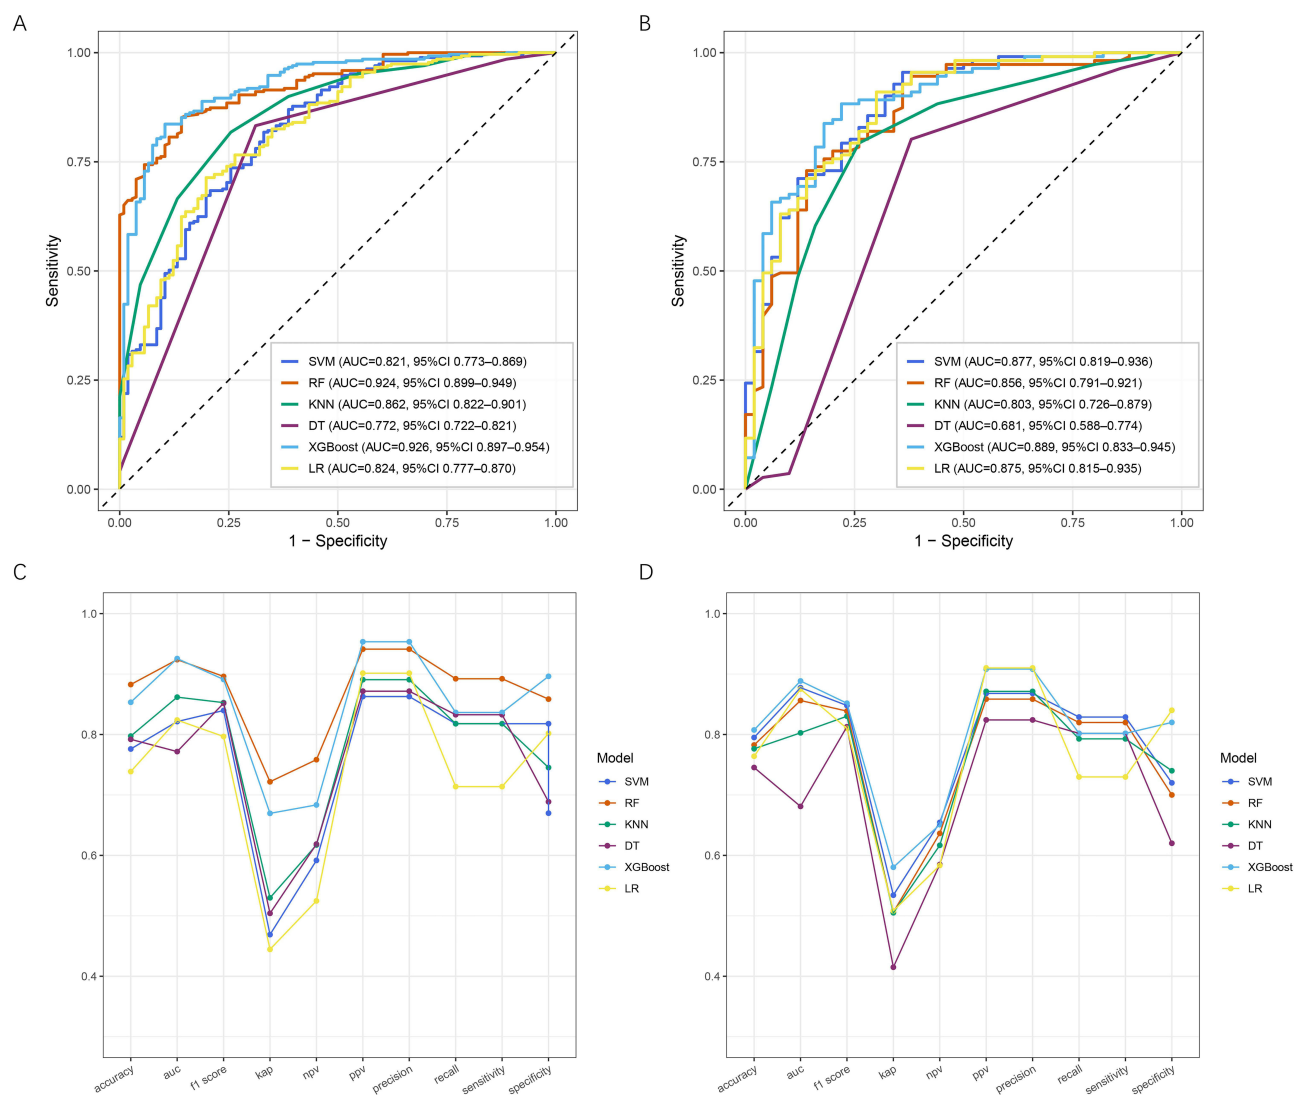 A
Sensitivity
1.00
0.75
0.50
0.25
0.00
SVM (AUC=0.821, 95%CI 0.773–0.869)
RF (AUC=0.924, 95%CI 0.899–0.949)
KNN (AUC=0.862, 95%CI 0.822–0.901)
DT (AUC=0.772, 95%CI 0.722–0.821)
XGBoost (AUC=0.926, 95%CI 0.897–0.954)
LR (AUC=0.824, 95%CI 0.777–0.870)
0.00 0.25 0.50 0.75 1.00
1 − Specificity
B
Sensitivity
1.00
0.75
0.50
0.25
0.00
SVM (AUC=0.877, 95%CI 0.819–0.936)
RF (AUC=0.856, 95%CI 0.791–0.921)
KNN (AUC=0.803, 95%CI 0.726–0.879)
DT (AUC=0.681, 95%CI 0.588–0.774)
XGBoost (AUC=0.889, 95%CI 0.833–0.945)
LR (AUC=0.875, 95%CI 0.815–0.935)
0.00 0.25 0.50 0.75 1.00
1 − Specificity
C
1.0
0.8
0.6
0.4
accuracy auc f1 score kap npv ppv precision recall sensitivity specificity
Model
SVM
RF
KNN
DT
XGBoost
LR
D
1.0
0.8
0.6
0.4
accuracy auc f1 score kap npv ppv precision recall sensitivity specificity
Model
SVM
RF
KNN
DT
XGBoost
LR